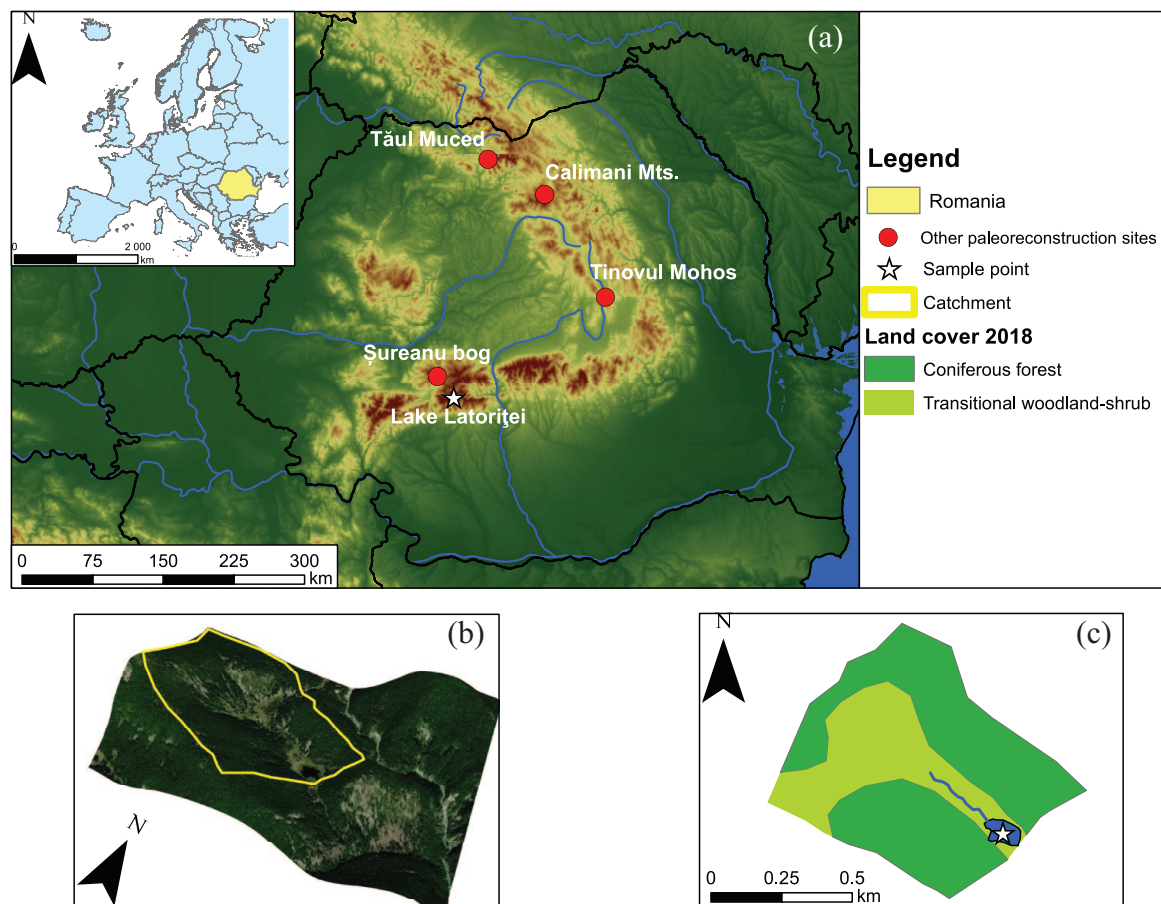 N
(a)
0 2 000
km
Tăul Muced
Calimani Mts.
Tinovul Mohos
Șureanu bog
Lake Latoriţei
0 75 150 225 300
km
Legend
Romania
Other paleoreconstruction sites
Sample point
Catchment
Land cover 2018
Coniferous forest
Transitional woodland-shrub
(b)
N
N
(c)
0 0.25 0.5
km